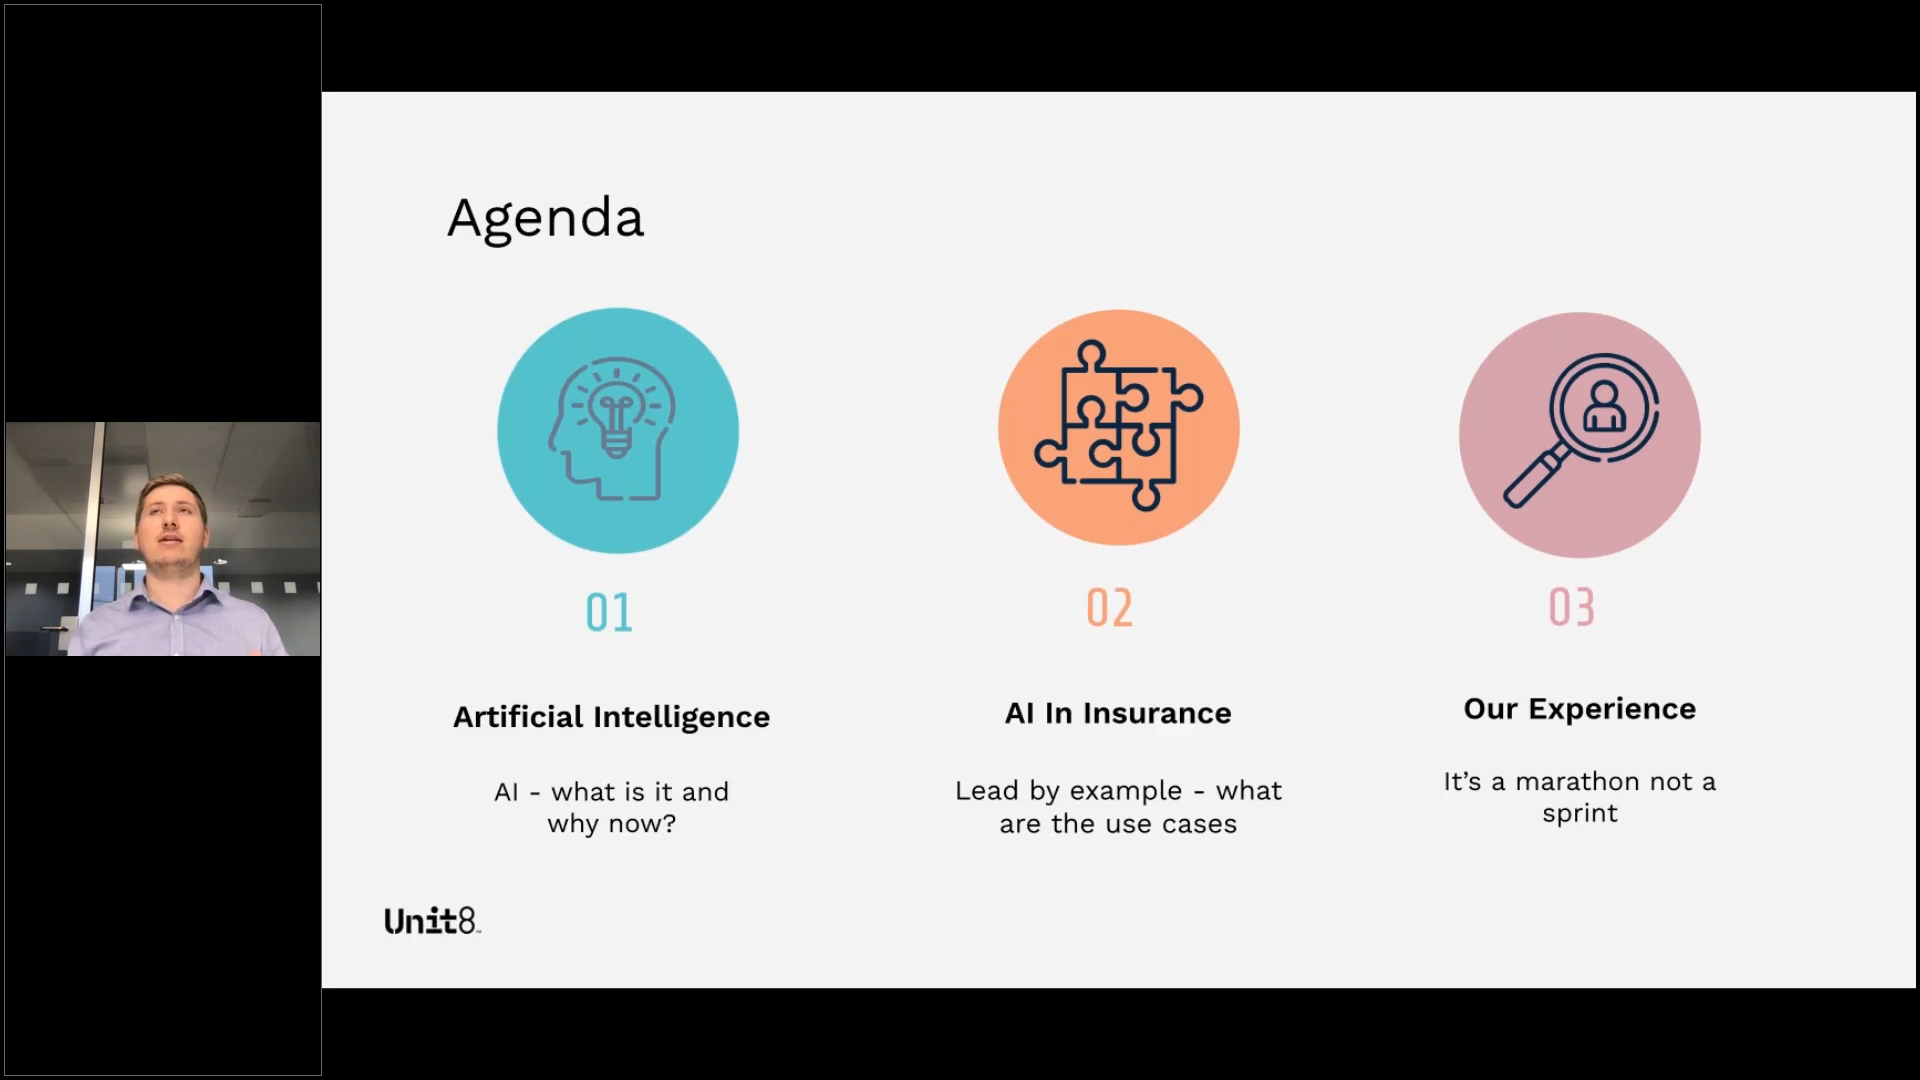 Agenda
01
Artificial Intelligence
AI - what is it and
why now?
02
AI In Insurance
Lead by example - what
are the use cases
03
Our Experience
It’s a marathon not a
sprint
Unit8